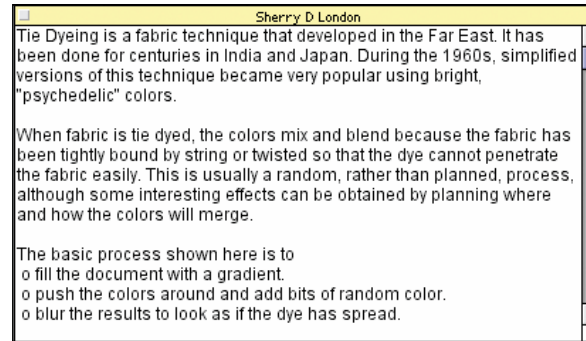 Sherry D London
Tie Dyeing is a fabric technique that developed in the Far East. It has
been done for centuries in India and Japan. During the 1960s, simplified
versions of this technique became very popular using bright,
"psychedelic" colors.
When fabric is tie dyed, the colors mix and blend because the fabric has
been tightly bound by string or twisted so that the dye cannot penetrate
the fabric easily. This is usually a random, rather than planned, process,
although some interesting effects can be obtained by planning where
and how the colors will merge.
The basic process shown here is to
o fill the document with a gradient.
o push the colors around and add bits of random color.
o blur the results to look as if the dye has spread.